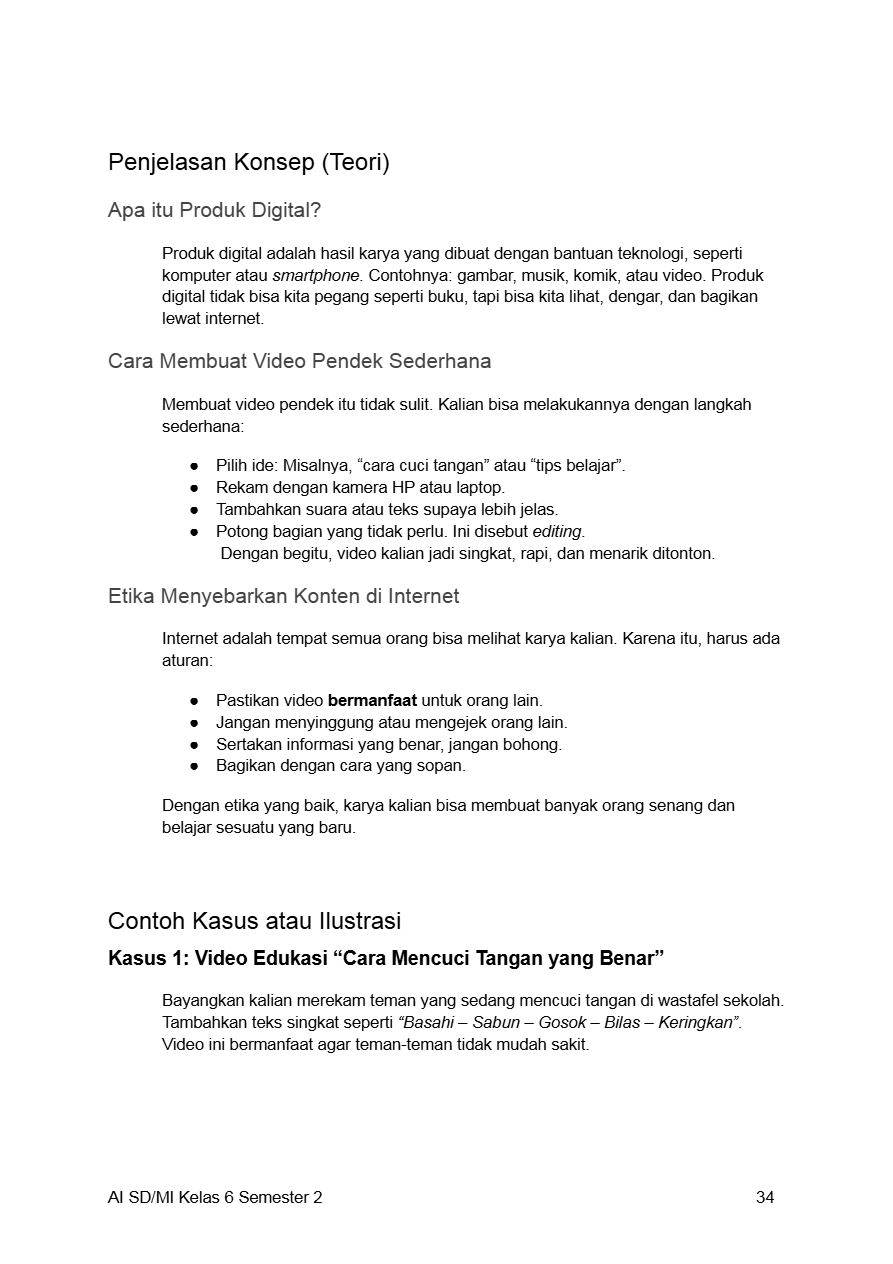 Penjelasan Konsep (Teori)
Apa itu Produk Digital?
Produk digital adalah hasil karya yang dibuat dengan bantuan teknologi, seperti
komputer atau smartphone. Contohnya: gambar, musik, komik, atau video. Produk
digital tidak bisa kita pegang seperti buku, tapi bisa kita lihat, dengar, dan bagikan
lewat internet.
Cara Membuat Video Pendek Sederhana
Membuat video pendek itu tidak sulit. Kalian bisa melakukannya dengan langkah
sederhana:
● Pilih ide: Misalnya, “cara cuci tangan” atau “tips belajar”.
● Rekam dengan kamera HP atau laptop.
● Tambahkan suara atau teks supaya lebih jelas.
● Potong bagian yang tidak perlu. Ini disebut editing.
Dengan begitu, video kalian jadi singkat, rapi, dan menarik ditonton.
Etika Menyebarkan Konten di Internet
Internet adalah tempat semua orang bisa melihat karya kalian. Karena itu, harus ada
aturan:
● Pastikan video bermanfaat untuk orang lain.
● Jangan menyinggung atau mengejek orang lain.
● Sertakan informasi yang benar, jangan bohong.
● Bagikan dengan cara yang sopan.
Dengan etika yang baik, karya kalian bisa membuat banyak orang senang dan
belajar sesuatu yang baru.
Contoh Kasus atau Ilustrasi
Kasus 1: Video Edukasi “Cara Mencuci Tangan yang Benar”
Bayangkan kalian merekam teman yang sedang mencuci tangan di wastafel sekolah.
Tambahkan teks singkat seperti “Basahi – Sabun – Gosok – Bilas – Keringkan”.
Video ini bermanfaat agar teman-teman tidak mudah sakit.
AI SD/MI Kelas 6 Semester 2 34